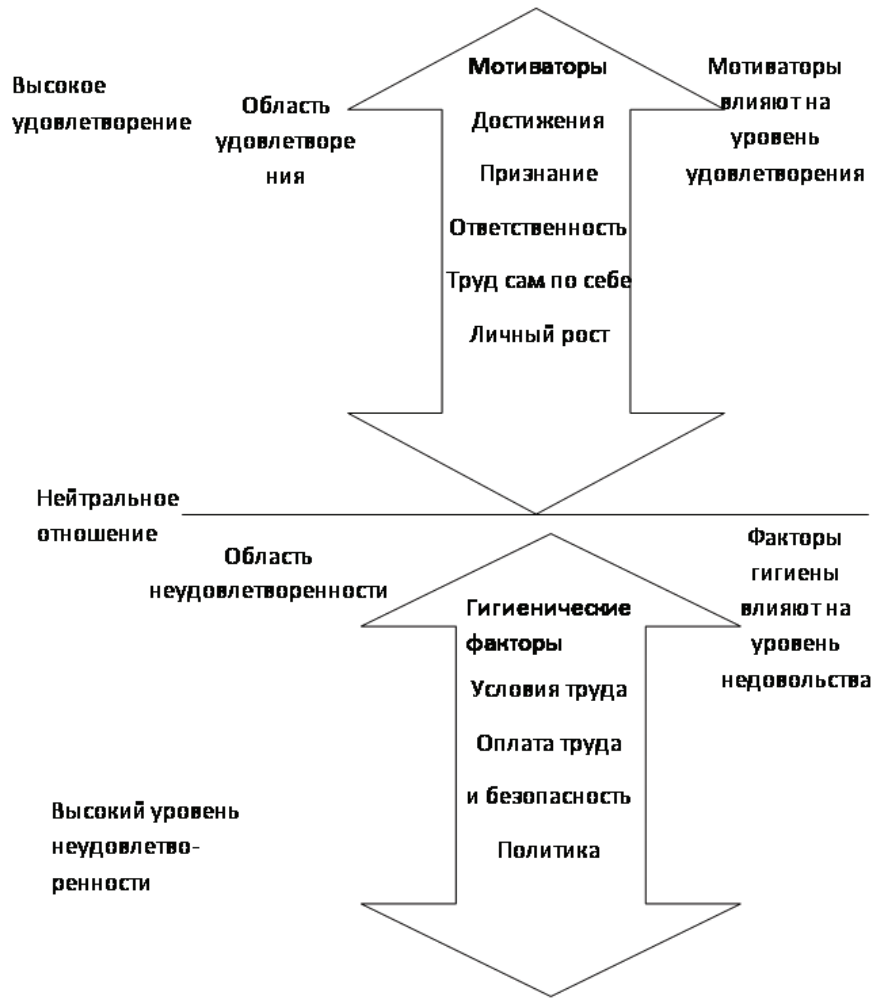 Высокое
удовлетворение
Область
удовлетворе
ния
Мотиваторы
Достижения
Признание
Ответственность
Труд сам по себе
Личный рост
Мотиваторы
влияют на
уровень
удовлетворения
Нейтральное
отношение
Область
неудовлетворенности
Гигиенические
факторы
Условия труда
Оплата труда
и безопасность
Политика
Факторы
гигиены
влияют на
уровень
недовольства
Высокий уровень
неудовлетво-
ренности